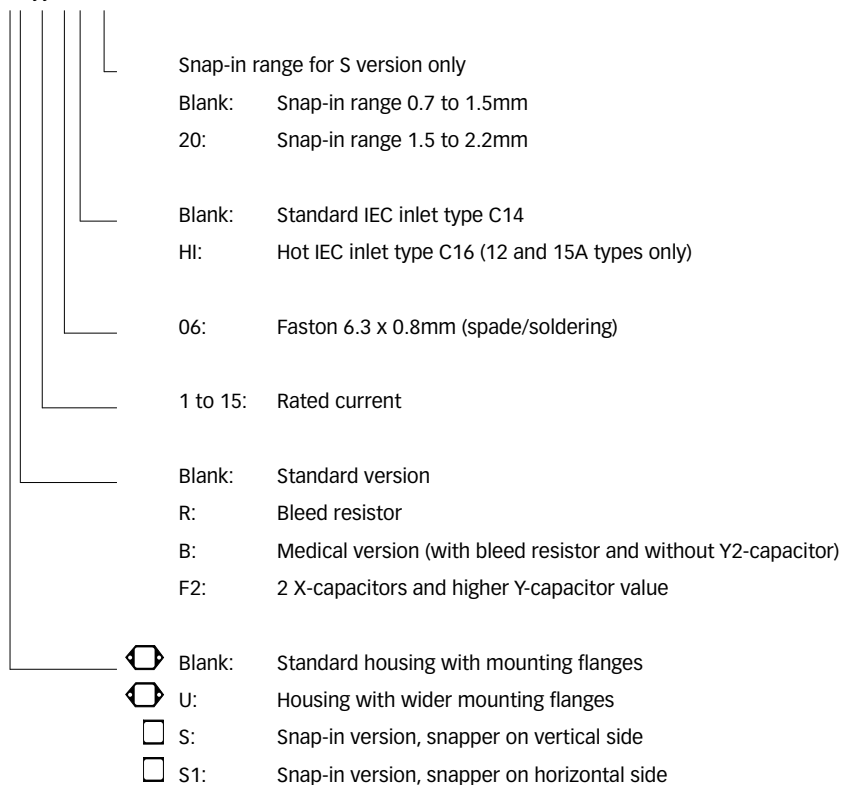 Snap-in range for S version only
Blank: Snap-in range 0.7 to 1.5mm
20: Snap-in range 1.5 to 2.2mm
Blank: Standard IEC inlet type C14
HI: Hot IEC inlet type C16 (12 and 15A types only)
06: Faston 6.3 x 0.8mm (spade/soldering)
1 to 15: Rated current
Blank: Standard version
R: Bleed resistor
B: Medical version (with bleed resistor and without Y2-capacitor)
F2: 2 X-capacitors and higher Y-capacitor value
Blank: Standard housing with mounting flanges
U: Housing with wider mounting flanges
S: Snap-in version, snapper on vertical side
S1: Snap-in version, snapper on horizontal side